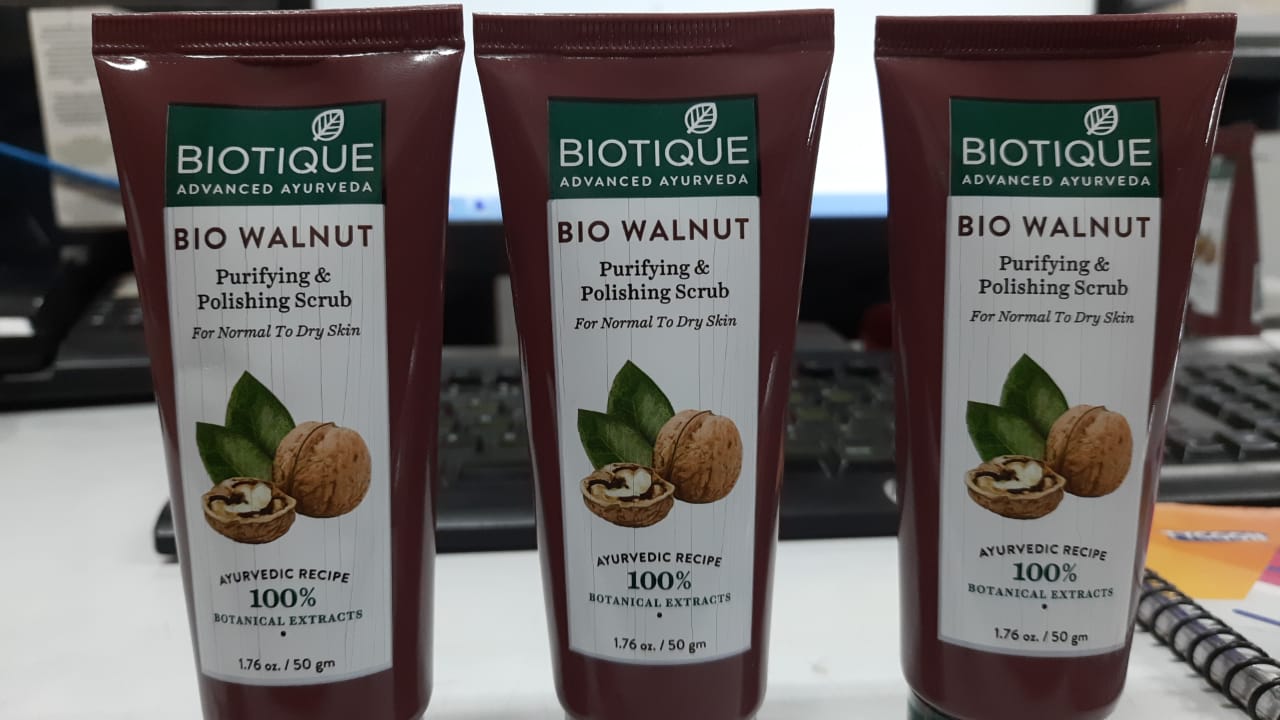 BIOTIQUE
ADVANCED AYURVEDA
BIO WALNUT
Purifying &
Polishing Scrub
For Normal To Dry Skin
AYURVEDIC RECIPE
100%
BOTANICAL EXTRACTS
1.76 oz. / 50 gm
BIOTIQUE
ADVANCED AYURVEDA
BIO WALNUT
Purifying &
Polishing Scrub
For Normal To Dry Skin
AYURVEDIC RECIPE
100%
BOTANICAL EXTRACTS
1.76 oz. / 50 gm
BIOTIQUE
ADVANCED AYURVEDA
BIO WALNUT
Purifying &
Polishing Scrub
For Normal To Dry Skin
AYURVEDIC RECIPE
100%
BOTANICAL EXTRACTS
1.76 oz. / 50 gm